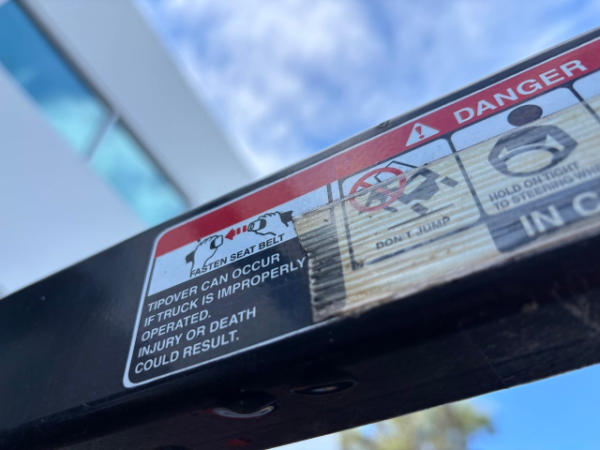 DANGER
FASTEN SEAT BELT
DON'T JUMP
HOLD ON TIGHT
TO STEERING
IN
TIPOVER CAN OCCUR
IF TRUCK IS IMPROPERLY
OPERATED.
INJURY OR DEATH
COULD RESULT.